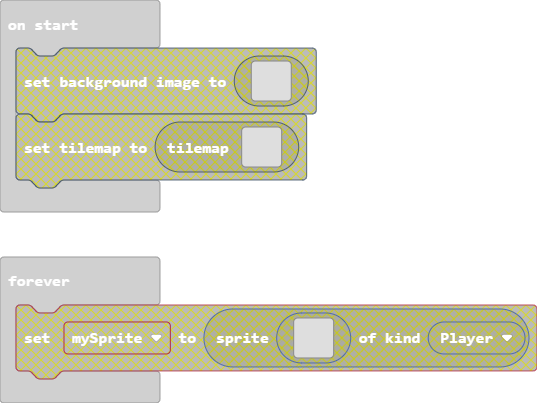 on start
set background image to
set tilemap to tilemap
forever
set mySprite to sprite of kind Player